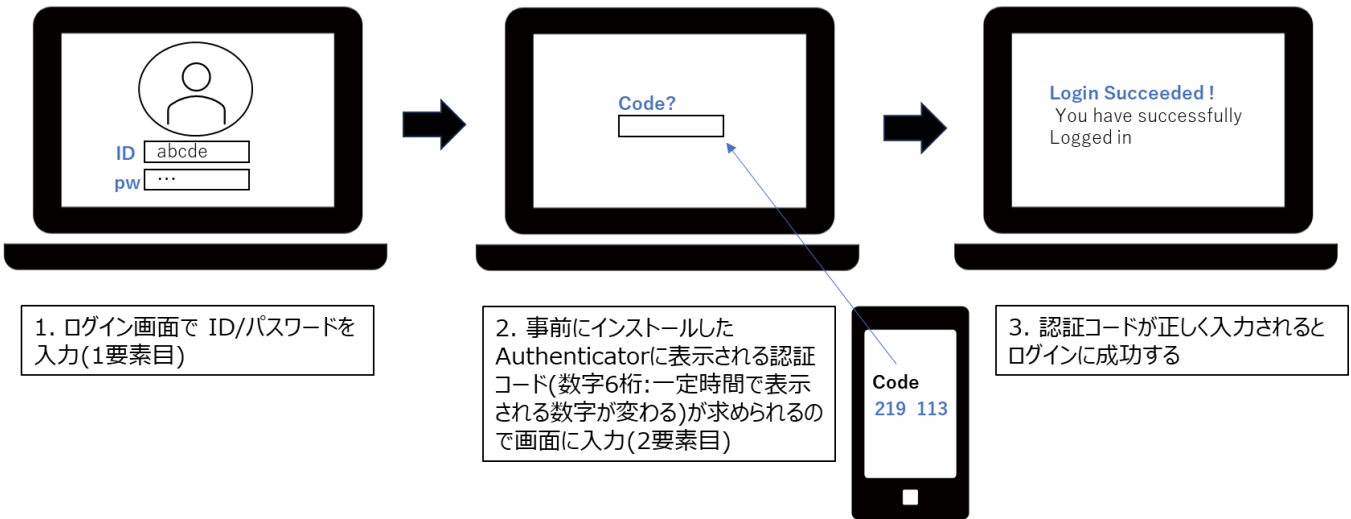 ID abcde
pw ...
Code?
Login Succeeded !
You have successfully
Logged in
1. ログイン画面で ID/パスワードを
入力(1要素目)
2. 事前にインストールした
Authenticatorに表示される認証
コード(数字6桁:一定時間で表示
される数字が変わる)が求められるの
で画面に入力(2要素目)
Code
219 113
3. 認証コードが正しく入力されると
ログインに成功する